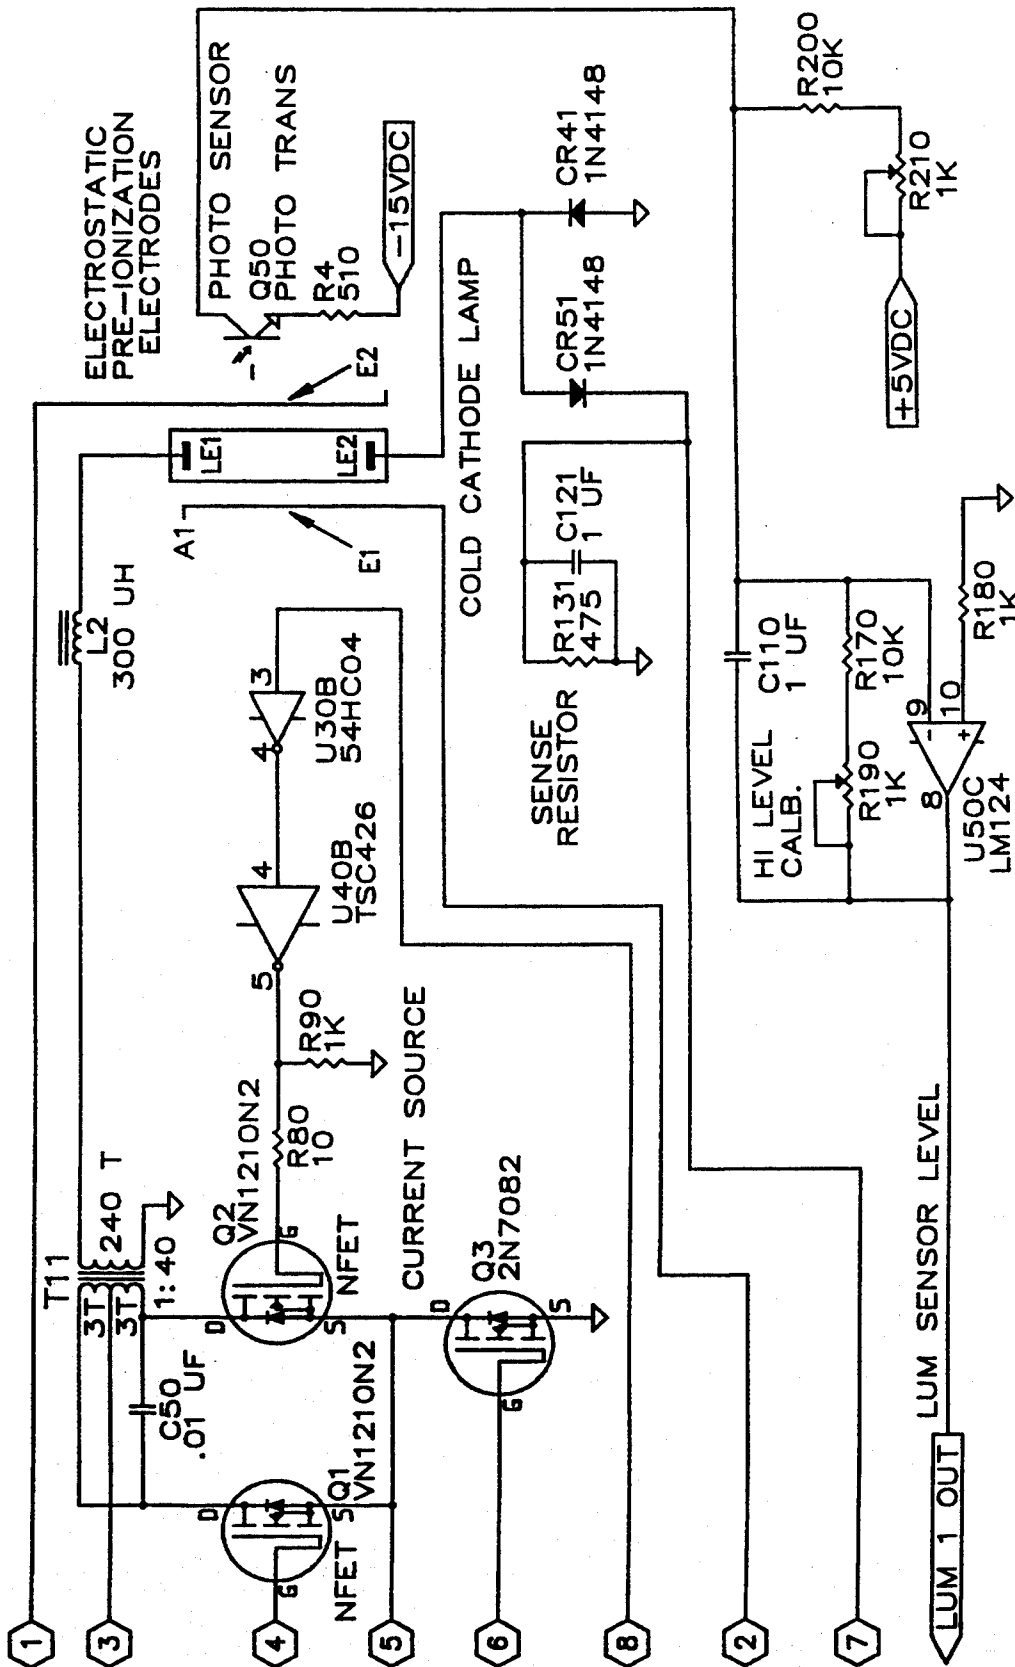 1
3
4
5
6
8
2
7
T11
3T
3T
240 T
1:40
C50
.01 UF
Q1
VN1210N2
NFET
D
G
S
Q2
VN1210N2
NFET
D
G
S
CURRENT SOURCE
Q3
2N7082
D
G
S
R80
10
R90
1K
5
4
U40B
TSC426
4
3
U30B
54HC04
L2
300 UH
A1
E1
E2
LE1
LE2
ELECTROSTATIC
PRE-IONIZATION
ELECTRODES
PHOTO SENSOR
Q50
PHOTO TRANS
-
R4
510
-15VDC
COLD CATHODE LAMP
CR41
1N4148
CR51
1N4148
SENSE
RESISTOR
R131
475
C121
1 UF
HI LEVEL
CALB.
C110
1 UF
R190
1K
R170
10K
8
9
10
-
+
U50C
LM124
R180
1K
R200
10K
R210
1K
+5VDC
LUM SENSOR LEVEL
LUM 1 OUT